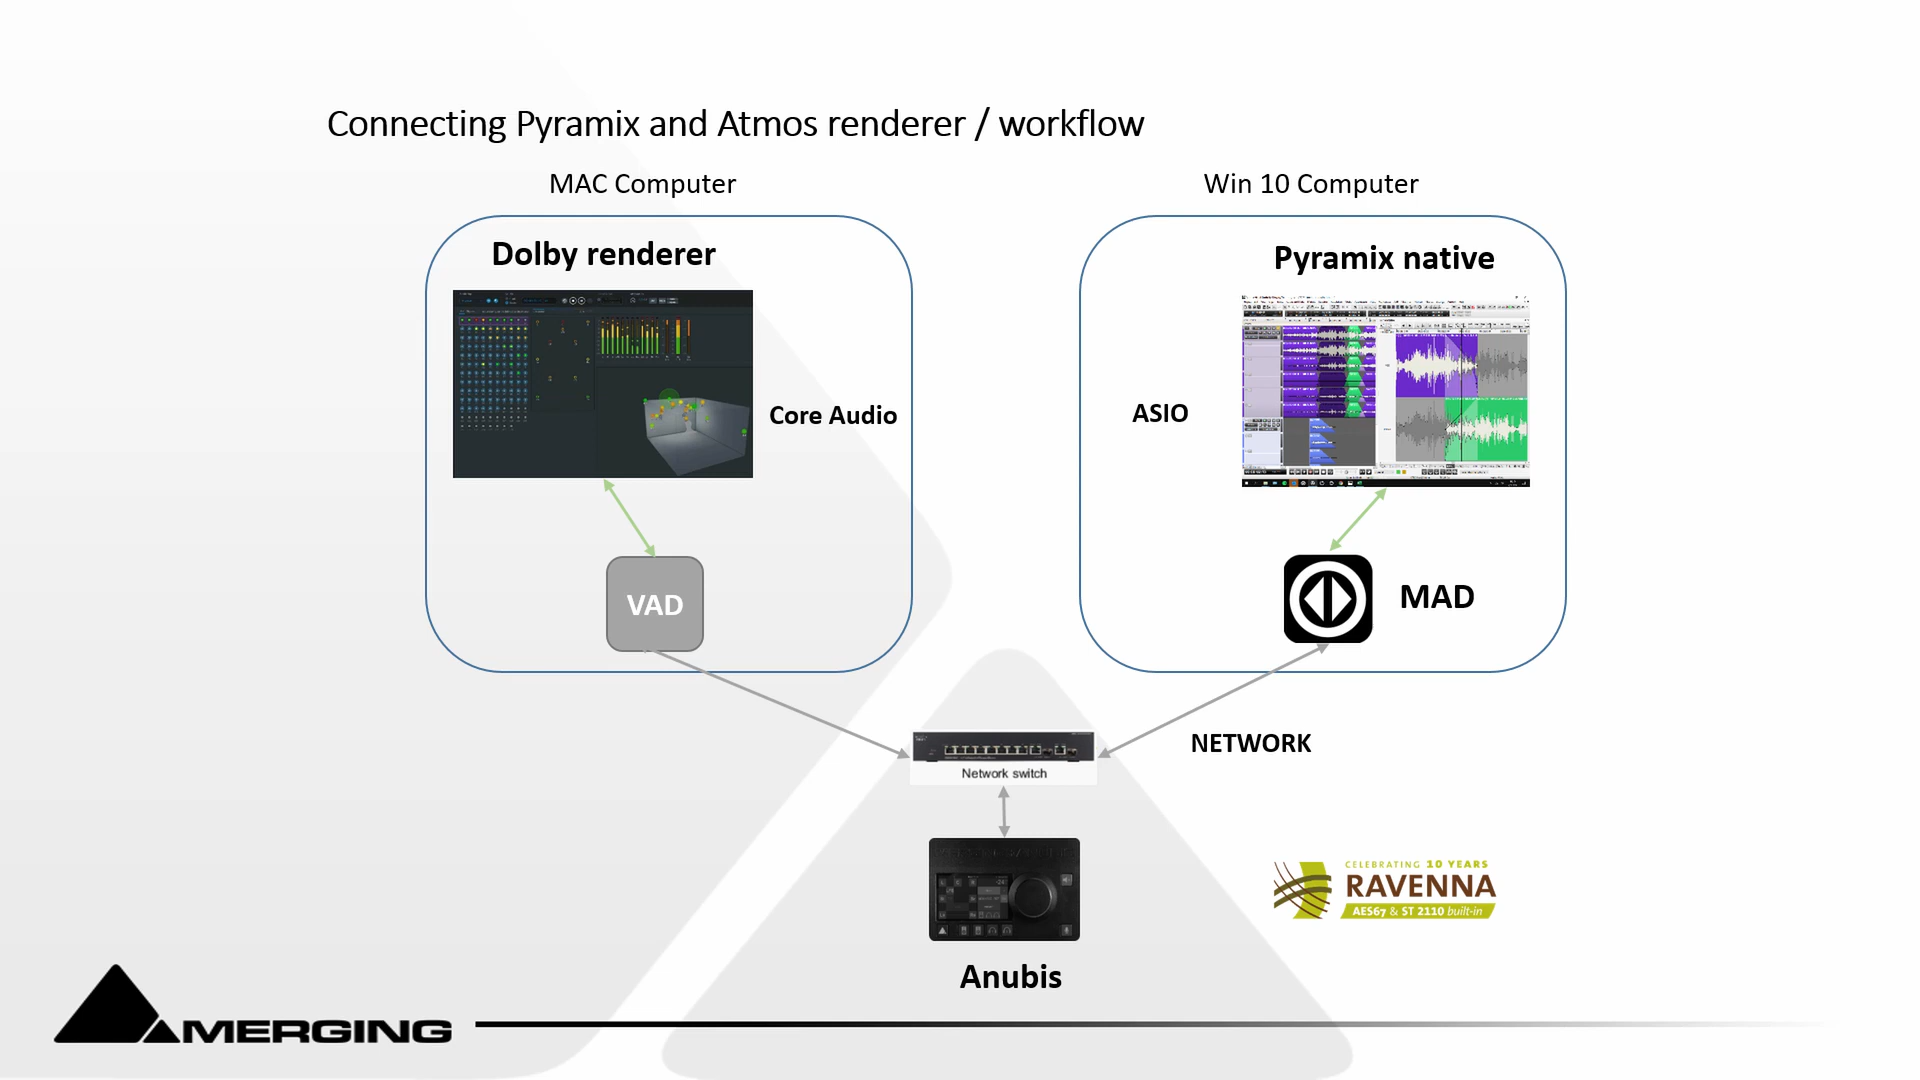 Connecting Pyramix and Atmos renderer / workflow
MAC Computer
Win 10 Computer
Dolby renderer
Pyramix native
Core Audio
ASIO
VAD
MAD
Network switch
NETWORK
CELEBRATING 10 YEARS
RAVENNA
AES67 & ST 2110 built-in
Anubis
MERGING